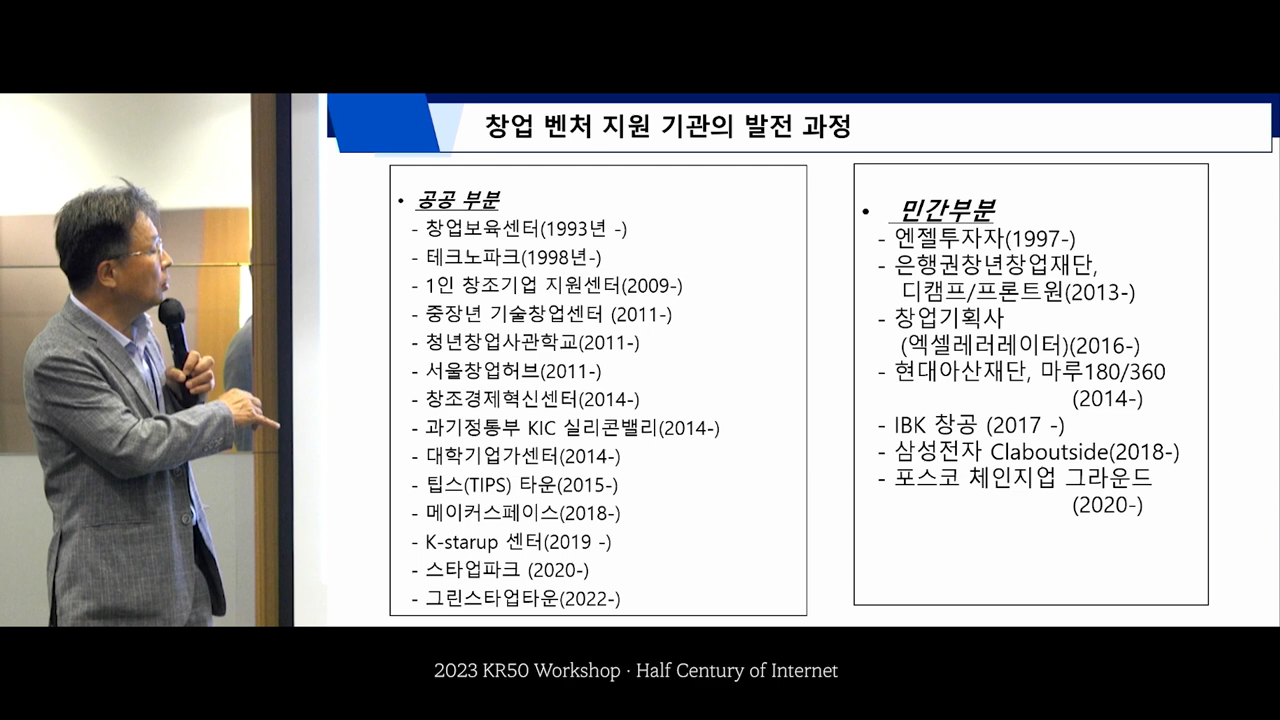 창업 벤처 지원 기관의 발전 과정
• 공공 부분
- 창업보육센터(1993년 -)
- 테크노파크(1998년-)
- 1인 창조기업 지원센터(2009-)
- 중장년 기술창업센터 (2011-)
- 청년창업사관학교(2011-)
- 서울창업허브(2011-)
- 창조경제혁신센터(2014-)
- 과기정통부 KIC 실리콘밸리(2014-)
- 대학기업가센터(2014-)
- 팁스(TIPS) 타운(2015-)
- 메이커스페이스(2018-)
- K-starup 센터(2019 -)
- 스타업파크 (2020-)
- 그린스타업타운(2022-)
• 민간부분
- 엔젤투자자(1997-)
- 은행권창년창업재단,
디캠프/프론트원(2013-)
- 창업기획사
(엑셀레러레이터)(2016-)
- 현대아산재단, 마루180/360
(2014-)
- IBK 창공 (2017 -)
- 삼성전자 Claboutside(2018-)
- 포스코 체인지업 그라운드
(2020-)
2023 KR50 Workshop · Half Century of Internet